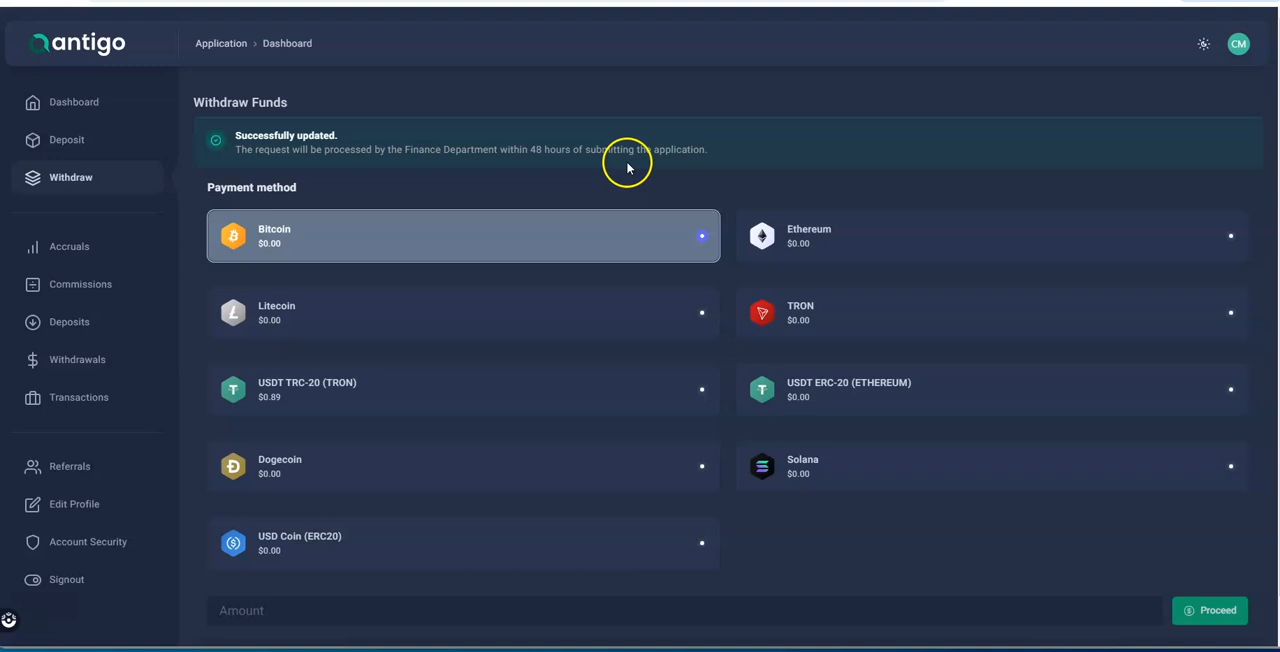 antigo
Application > Dashboard
CM
Dashboard
Deposit
Withdraw
Accruals
Commissions
Deposits
Withdrawals
Transactions
Referrals
Edit Profile
Account Security
Signout
Withdraw Funds
Successfully updated.
The request will be processed by the Finance Department within 48 hours of submitting the application.
Payment method
Bitcoin
$0.00
Ethereum
$0.00
Litecoin
$0.00
TRON
$0.00
USDT TRC-20 (TRON)
$0.89
USDT ERC-20 (ETHEREUM)
$0.00
Dogecoin
$0.00
Solana
$0.00
USD Coin (ERC20)
$0.00
Amount
Proceed